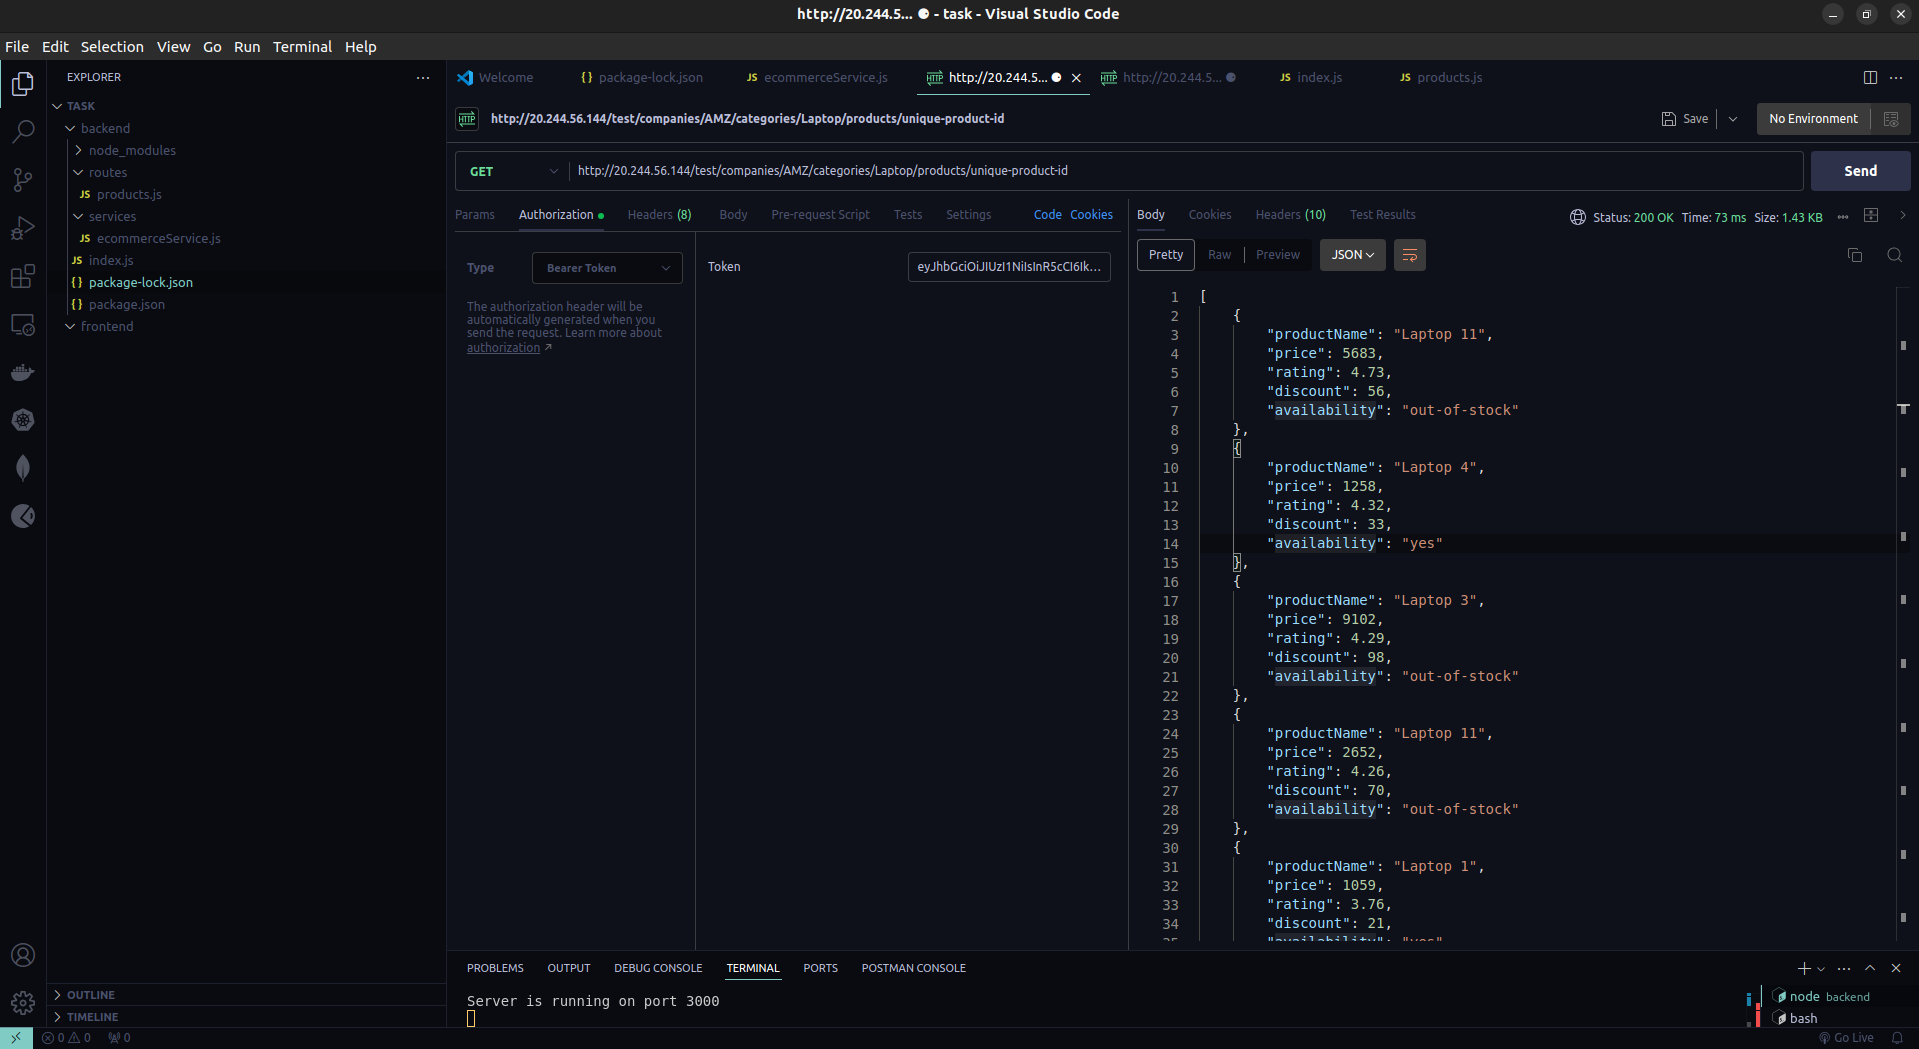 http://20.244.5... ● - task - Visual Studio Code
File Edit Selection View Go Run Terminal Help
EXPLORER
TASK
backend
node_modules
routes
JS products.js
services
JS ecommerceService.js
JS index.js
{} package-lock.json
{} package.json
frontend
OUTLINE
TIMELINE
Welcome
{} package-lock.json
JS ecommerceService.js
HTTP http://20.244.5... ●
HTTP http://20.244.5... ●
JS index.js
JS products.js
HTTP http://20.244.56.144/test/companies/AMZ/categories/Laptop/products/unique-product-id
Save
No Environment
GET http://20.244.56.144/test/companies/AMZ/categories/Laptop/products/unique-product-id
Send
Params Authorization Headers (8) Body Pre-request Script Tests Settings Code Cookies
Type Bearer Token
The authorization header will be
automatically generated when you
send the request. Learn more about
authorization ↗
Token eyJhbGciOiJIUzI1NiIsInR5cCI6Ik...
Body Cookies Headers (10) Test Results
Status: 200 OK Time: 73 ms Size: 1.43 KB
Pretty Raw Preview JSON
1 [
2 {
3 "productName": "Laptop 11",
4 "price": 5683,
5 "rating": 4.73,
6 "discount": 56,
7 "availability": "out-of-stock"
8 },
9 {
10 "productName": "Laptop 4",
11 "price": 1258,
12 "rating": 4.32,
13 "discount": 33,
14 "availability": "yes"
15 },
16 {
17 "productName": "Laptop 3",
18 "price": 9102,
19 "rating": 4.29,
20 "discount": 98,
21 "availability": "out-of-stock"
22 },
23 {
24 "productName": "Laptop 11",
25 "price": 2652,
26 "rating": 4.26,
27 "discount": 70,
28 "availability": "out-of-stock"
29 },
30 {
31 "productName": "Laptop 1",
32 "price": 1059,
33 "rating": 3.76,
34 "discount": 21,
35 "availability": "yes"
PROBLEMS OUTPUT DEBUG CONSOLE TERMINAL PORTS POSTMAN CONSOLE
Server is running on port 3000
node backend
bash
0 0 0
Go Live